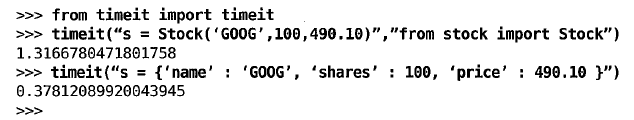 >>> from timeit import timeit
>>> timeit(“s = Stock(‘GOOG’,100,490.10)”,”from stock import Stock”)
1.3166780471801758
>>> timeit(“s = {’name’ : ‘GOOG’, ‘shares’ : 100, ‘price’ : 490.10 }”)
0.37812089920043945
>>>